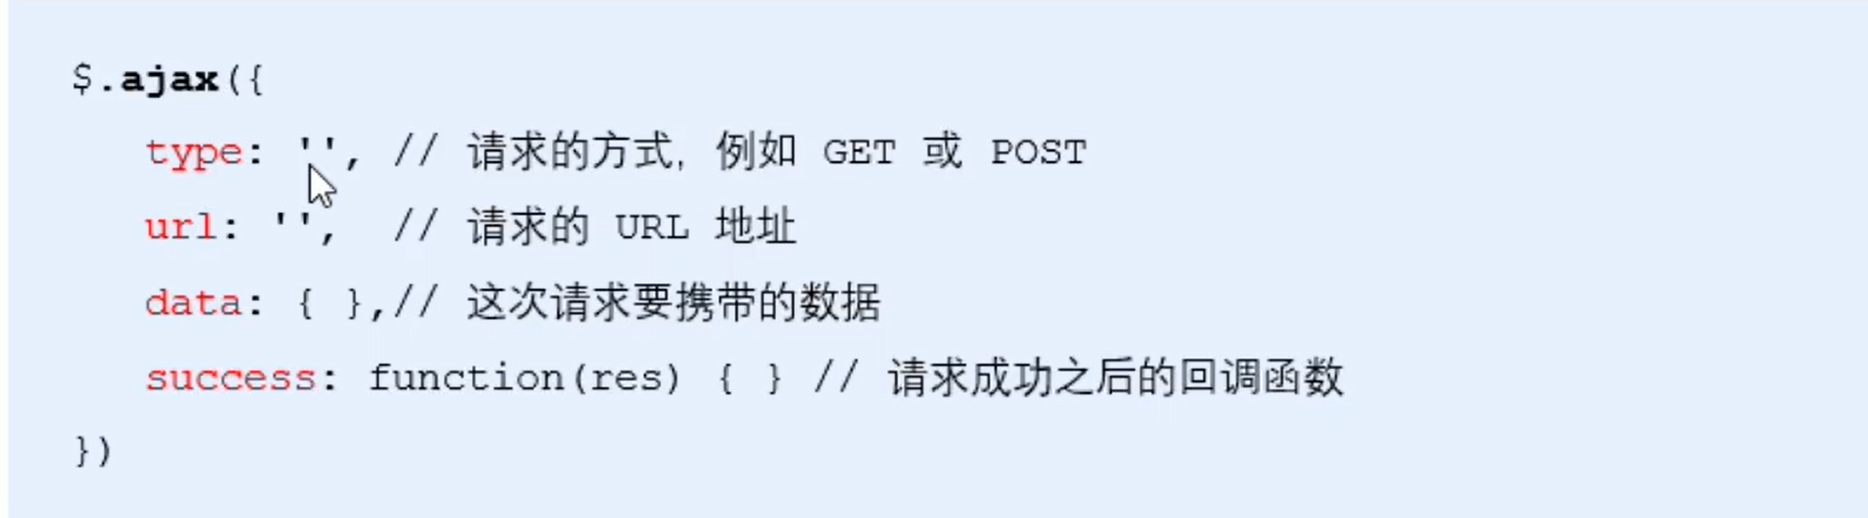 $.ajax({
type: '', // 请求的方式，例如 GET 或 POST
url: '', // 请求的 URL 地址
data: { },// 这次请求要携带的数据
success: function(res) { } // 请求成功之后的回调函数
})